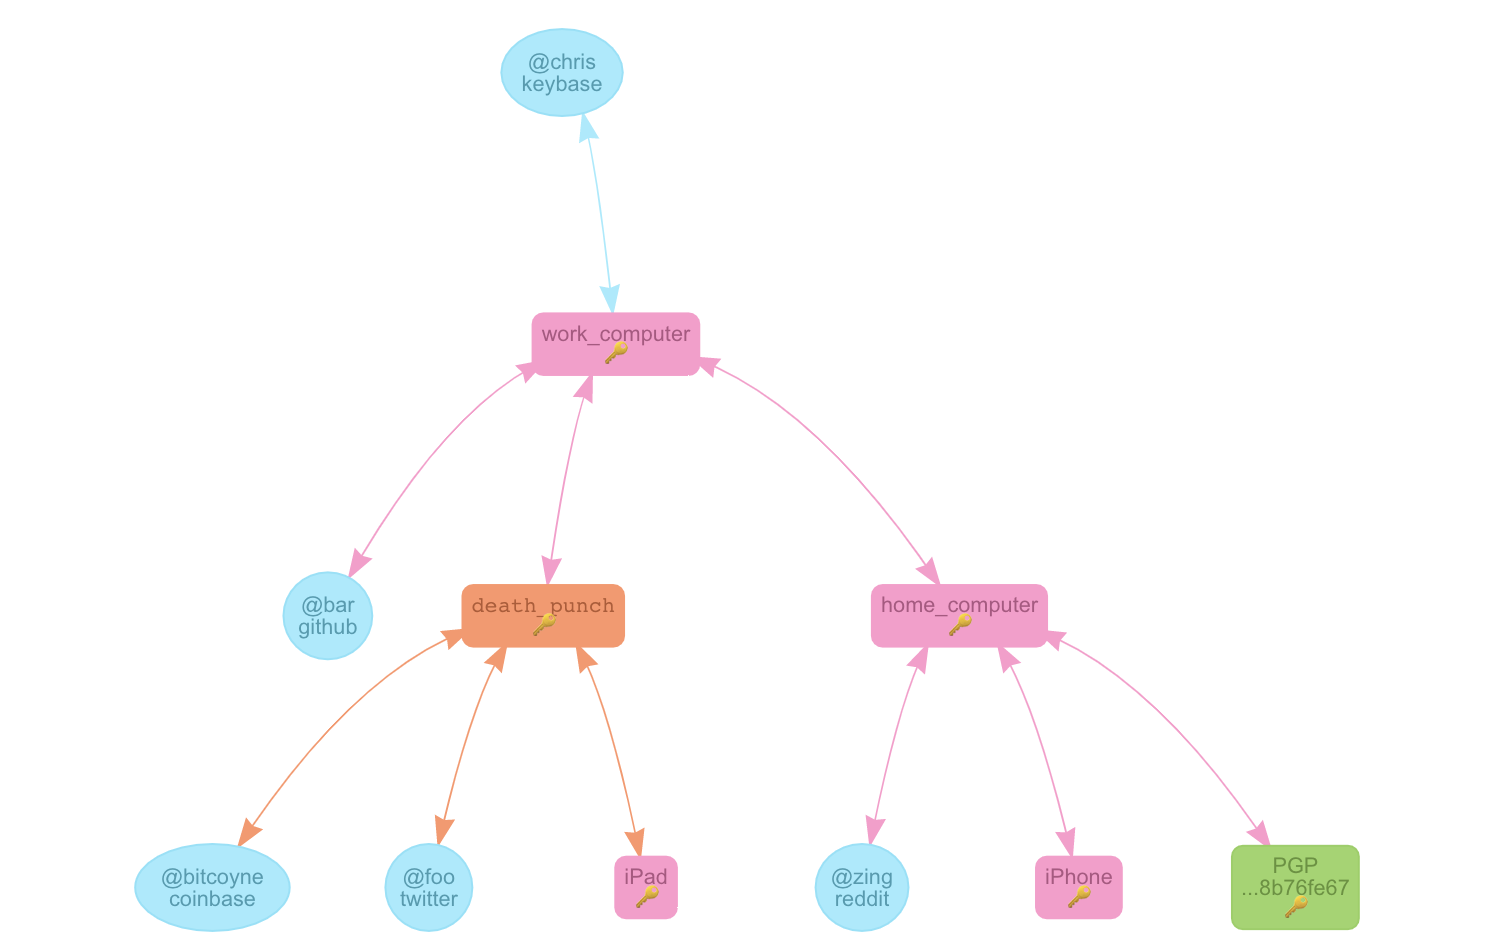 @chris
keybase
work_computer
@bar
github
death_punch
home_computer
@bitcoyne
coinbase
@foo
twitter
iPad
@zing
reddit
iPhone
PGP
...8b76fe67